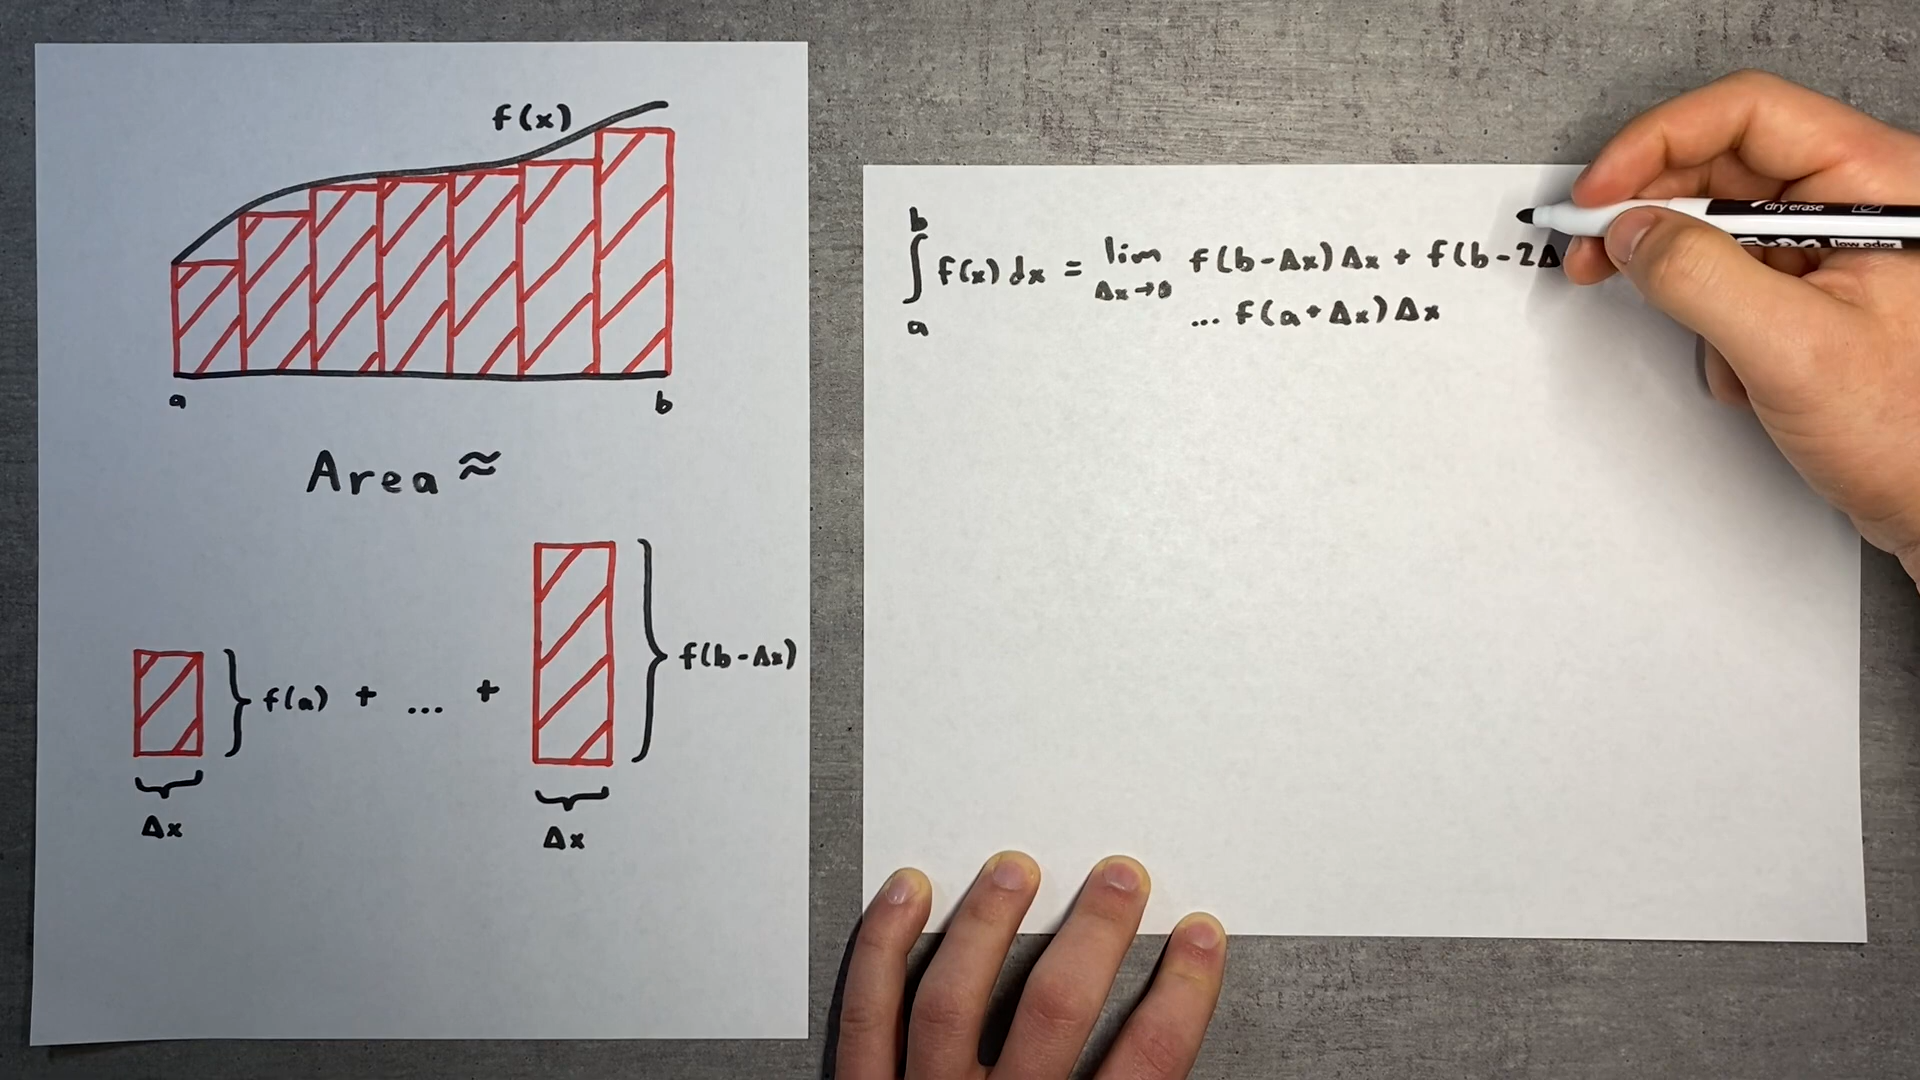 f(x)
a b
Area ≈
f(a) + ... + f(b-Δx)
Δx Δx
b
∫ f(x) dx = lim f(b-Δx)Δx + f(b-2Δ
Δx→0
a
... f(a+Δx)Δx
dry erase
low odor